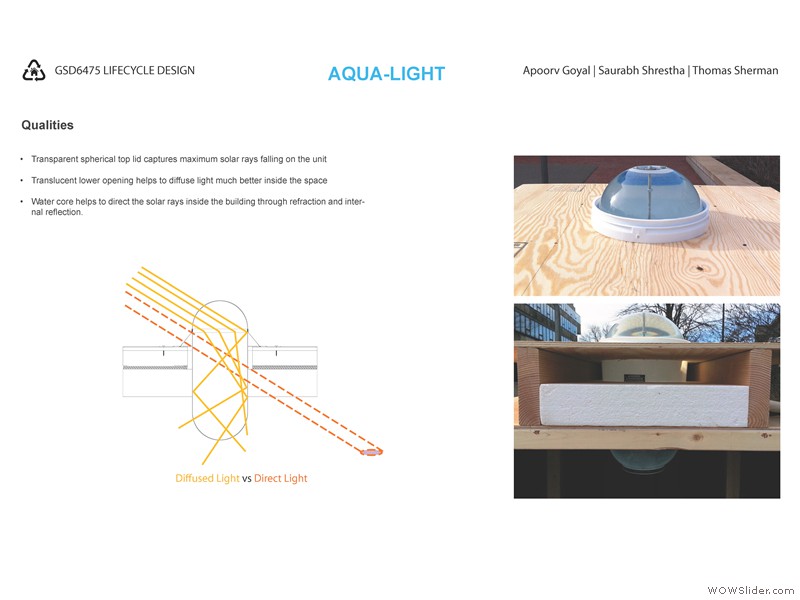 GSD6475 LIFECYCLE DESIGN
AQUA-LIGHT
Apoorv Goyal | Saurabh Shrestha | Thomas Sherman
Qualities
• Transparent spherical top lid captures maximum solar rays falling on the unit
• Translucent lower opening helps to diffuse light much better inside the space
• Water core helps to direct the solar rays inside the building through refraction and inter-
nal reflection.
Diffused Light vs Direct Light
WOWSlider.com